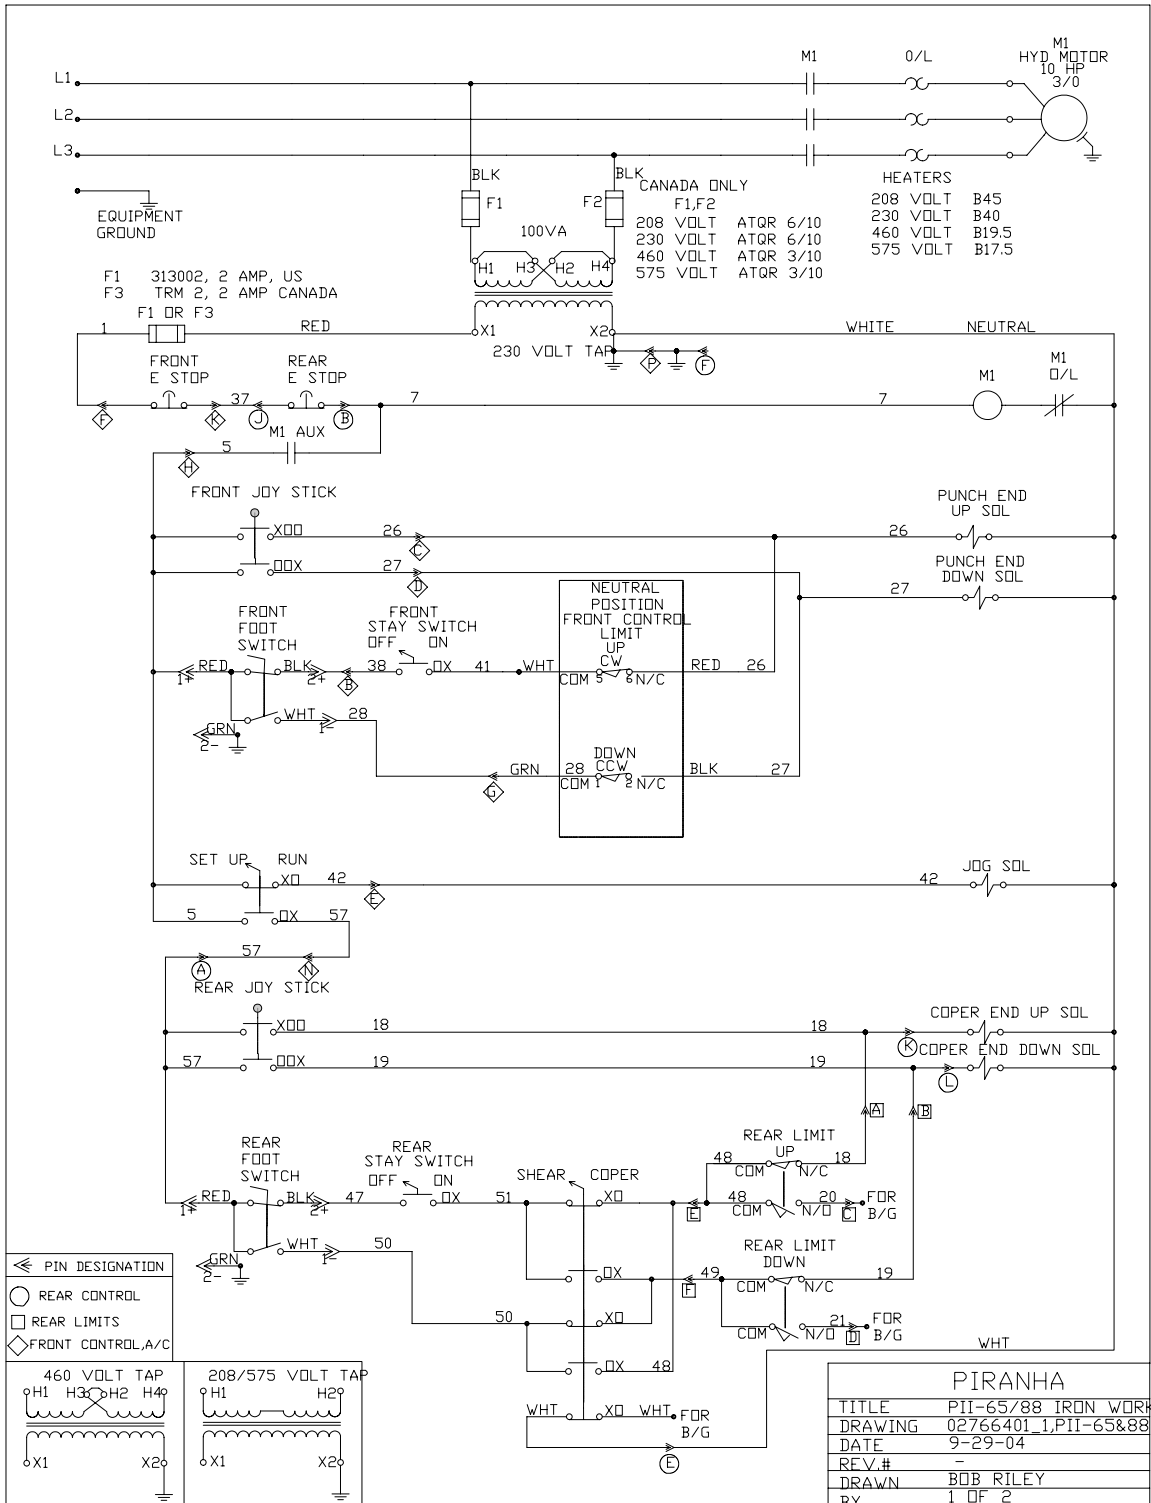 M1
O/L
M1
HYD MOTOR
10 HP
3/0
L1
L2
L3
EQUIPMENT
GROUND
BLK
F1
BLK
F2
CANADA ONLY
F1,F2
208 VOLT ATQR 6/10
230 VOLT ATQR 6/10
460 VOLT ATQR 3/10
575 VOLT ATQR 3/10
HEATERS
208 VOLT B45
230 VOLT B40
460 VOLT B19.5
575 VOLT B17.5
100VA
H1 H3 H2 H4
F1 313002, 2 AMP, US
F3 TRM 2, 2 AMP CANADA
F1 OR F3
1
RED
X1
X2
WHITE
NEUTRAL
230 VOLT TAP
P
F
FRONT
E STOP
REAR
E STOP
M1
M1
O/L
F
K
37
J
B
7
7
M1 AUX
H
5
FRONT JOY STICK
XOO
26
C
26
PUNCH END
UP SOL
OOX
27
D
27
PUNCH END
DOWN SOL
FRONT
FOOT
SWITCH
FRONT
STAY SWITCH
OFF ON
NEUTRAL
POSITION
FRONT CONTROL
LIMIT
UP
CW
RED
1+
BLK
2+
B
38
OX
41
WHT
COM 5 6 N/C
RED
26
GRN
2-
WHT
1-
28
G
GRN
28
DOWN
CCW
COM 1 2 N/C
BLK
27
SET UP
RUN
XO
42
E
42
JOG SOL
5
OX
57
57
A
N
REAR JOY STICK
XOO
18
18
K
COPER END UP SOL
57
OOX
19
19
L
COPER END DOWN SOL
A
B
REAR
FOOT
SWITCH
REAR
STAY SWITCH
OFF ON
SHEAR
COPER
REAR LIMIT
UP
48
COM
N/C
18
RED
1+
BLK
2+
47
OX
51
XO
E
48
COM
N/O
20
C
FOR
B/G
GRN
2-
WHT
1-
50
REAR LIMIT
DOWN
OX
F
49
COM
N/C
19
50
XO
COM
N/O
21
D
FOR
B/G
OX
48
WHT
WHT
XO
WHT
FOR
B/G
E
PIN DESIGNATION
REAR CONTROL
REAR LIMITS
FRONT CONTROL,A/C
460 VOLT TAP
H1 H3 H2 H4
X1
X2
208/575 VOLT TAP
H1
H2
X1
X2
PIRANHA
TITLE PII-65/88 IRON WORK
DRAWING 02766401_1,PII-65&88
DATE 9-29-04
REV.# -
DRAWN BOB RILEY
BY 1 OF 2